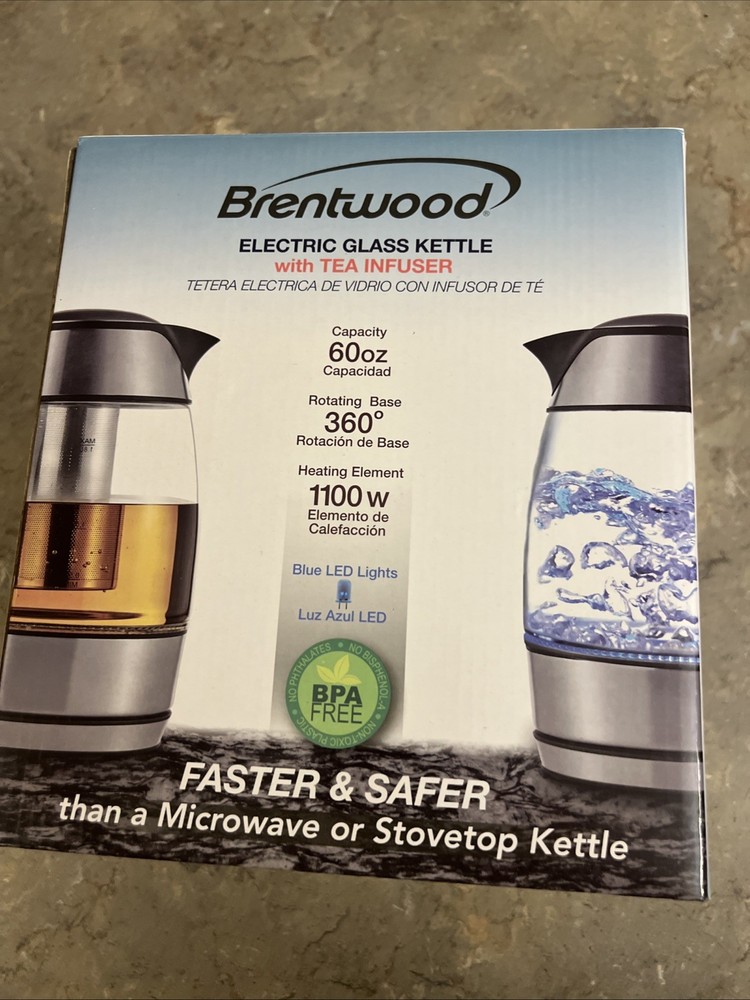 Brentwood®
ELECTRIC GLASS KETTLE
with TEA INFUSER
TETERA ELECTRICA DE VIDRIO CON INFUSOR DE TÉ
Capacity
60oz
Capacidad
Rotating Base
360°
Rotación de Base
Heating Element
1100 w
Elemento de
Calefacción
Blue LED Lights
Luz Azul LED
NO PHTHALATES * NO BISPHENOL-A * NON-TOXIC PLASTIC *
BPA
FREE
FASTER & SAFER
than a Microwave or Stovetop Kettle